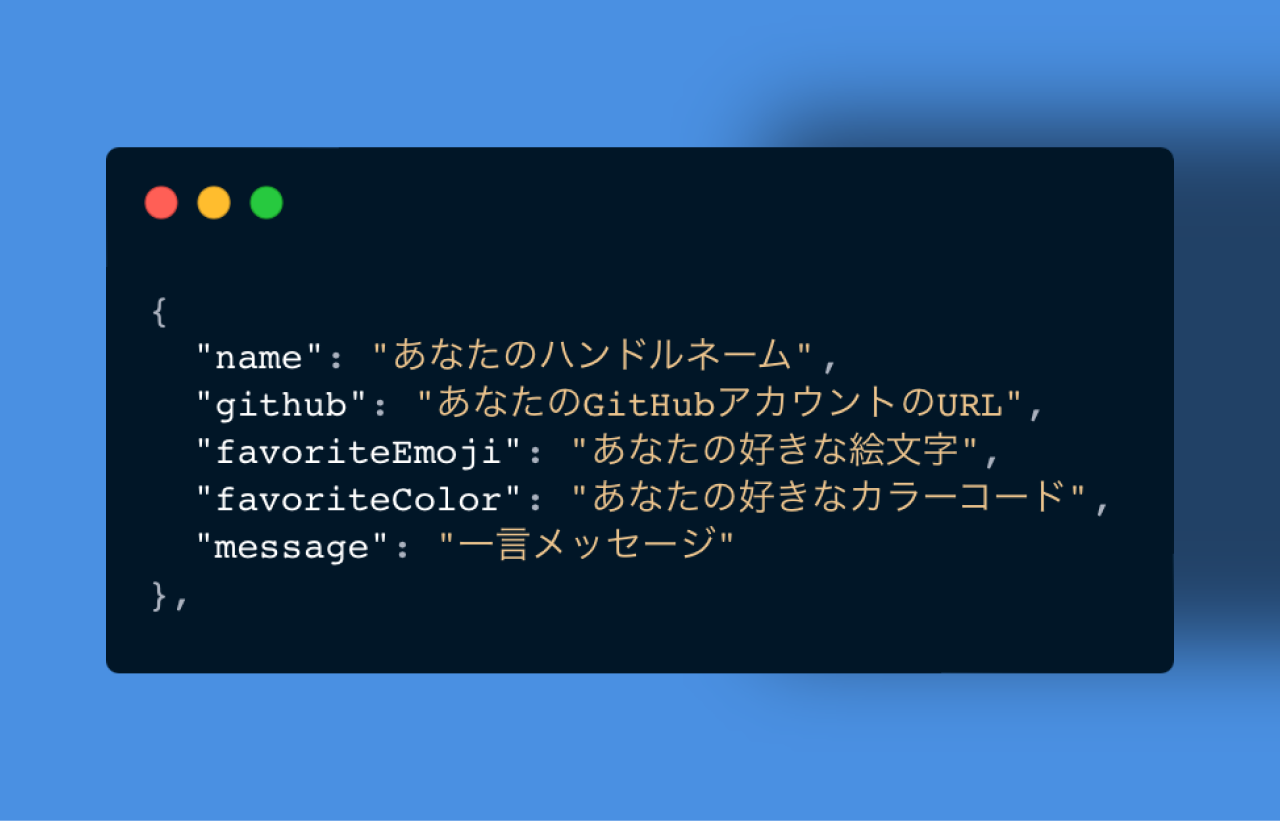 {
"name": "あなたのハンドルネーム",
"github": "あなたのGitHubアカウントのURL",
"favoriteEmoji": "あなたの好きな絵文字",
"favoriteColor": "あなたの好きなカラーコード",
"message": "一言メッセージ"
},